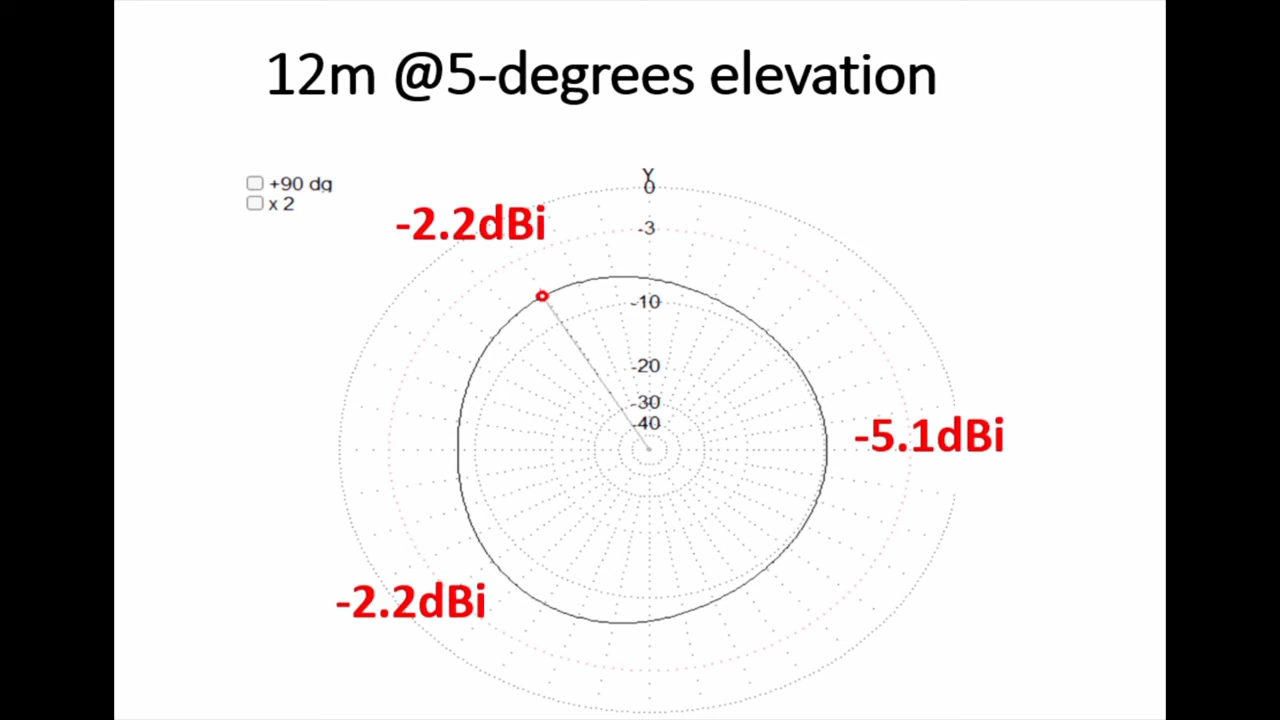 12m @5-degrees elevation
+90 dg
x 2
Y
0
-2.2dBi
-3
-10
-20
-30
-40
-5.1dBi
-2.2dBi